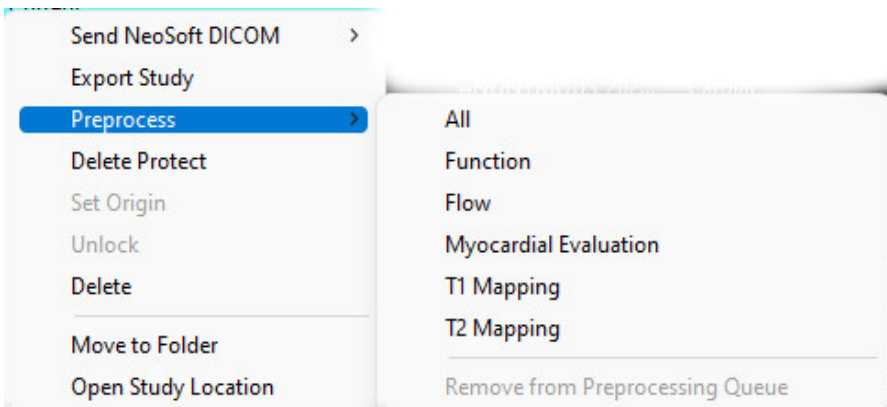 Send NeoSoft DICOM
Export Study
Preprocess
Delete Protect
Set Origin
Unlock
Delete
Move to Folder
Open Study Location
All
Function
Flow
Myocardial Evaluation
T1 Mapping
T2 Mapping
Remove from Preprocessing Queue